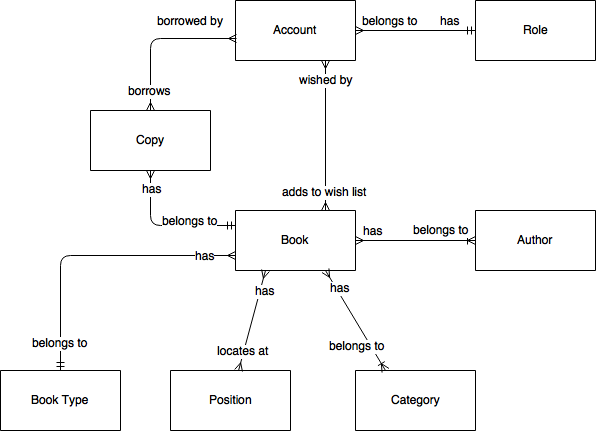 borrowed by
Account
belongs to
has
Role
wished by
borrows
Copy
has
adds to wish list
belongs to
Book
has
belongs to
Author
has
has
has
belongs to
locates at
belongs to
Book Type
Position
Category